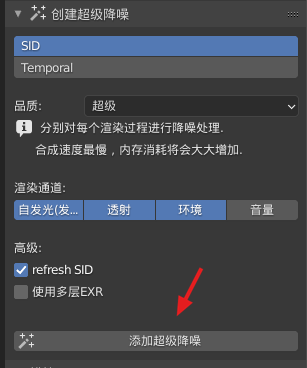 创建超级降噪
SID
Temporal
品质: 超级
分别对每个渲染过程进行降噪处理.
合成速度最慢，内存消耗将会大大增加.
渲染通道:
自发光(发... 透射 环境 音量
高级:
refresh SID
使用多层EXR
添加超级降噪